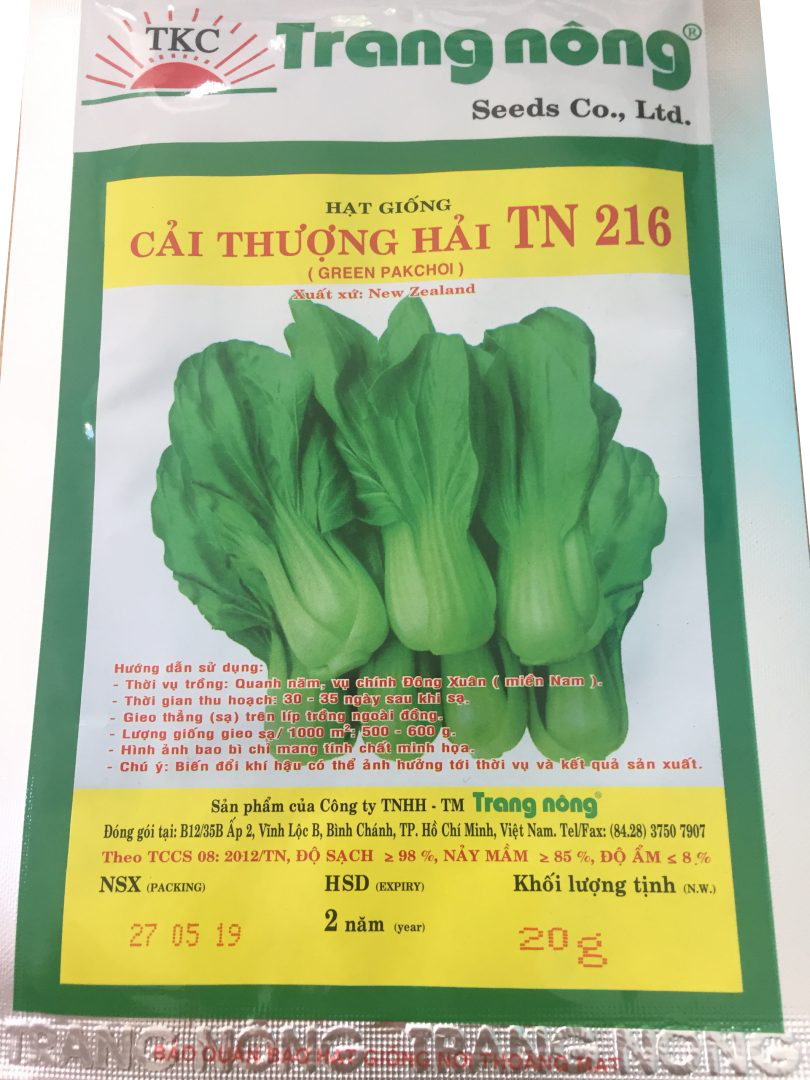 TKC
Trang nông®
Seeds Co., Ltd.
HẠT GIỐNG
CẢI THƯỢNG HẢI TN 216
( GREEN PAKCHOI )
Xuất xứ: New Zealand
Hướng dẫn sử dụng:
- Thời vụ trồng: Quanh năm, vụ chính Đông Xuân ( miền Nam ).
- Thời gian thu hoạch: 30 - 35 ngày sau khi sạ.
- Gieo thẳng (sạ) trên líp trồng ngoài đồng.
- Lượng giống gieo sạ/ 1000 m²: 500 - 600 g.
- Hình ảnh bao bì chỉ mang tính chất minh họa.
- Chú ý: Biến đổi khí hậu có thể ảnh hưởng tới thời vụ và kết quả sản xuất.
Sản phẩm của Công ty TNHH - TM Trang nông®
Đóng gói tại: B12/35B Ấp 2, Vĩnh Lộc B, Bình Chánh, TP. Hồ Chí Minh, Việt Nam. Tel/Fax: (84.28) 3750 7907
Theo TCCS 08: 2012/TN, ĐỘ SẠCH ≥ 98 %, NẢY MẦM ≥ 85 %, ĐỘ ẨM ≤ 8 %
NSX (PACKING) HSD (EXPIRY) Khối lượng tịnh (N.W.)
27 05 19 2 năm (year) 20g
TRANG NÔNG TRANG NÔNG
BẢO QUẢN BAO HẠT GIỐNG NƠI THOÁNG MÁT